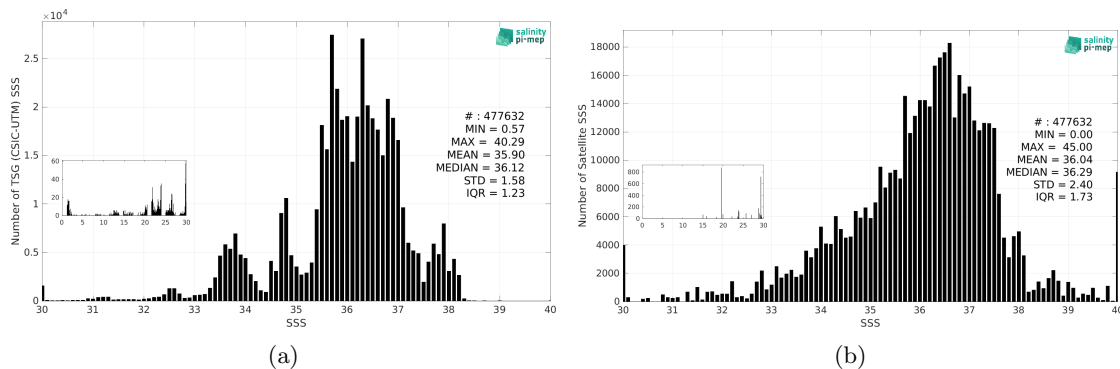 ×10⁴
2.5
2
1.5
1
0.5
0
Number of TSG (CSIC-UTM) SSS
30 31 32 33 34 35 36 37 38 39 40
SSS
salinity
pi-mep
# : 477632
MIN = 0.57
MAX = 40.29
MEAN = 35.90
MEDIAN = 36.12
STD = 1.58
IQR = 1.23
60
40
20
0
0 5 10 15 20 25 30
(a)
18000
16000
14000
12000
10000
8000
6000
4000
2000
0
Number of Satellite SSS
30 31 32 33 34 35 36 37 38 39 40
SSS
salinity
pi-mep
# : 477632
MIN = 0.00
MAX = 45.00
MEAN = 36.04
MEDIAN = 36.29
STD = 2.40
IQR = 1.73
800
600
400
200
0
0 5 10 15 20 25 30
(b)